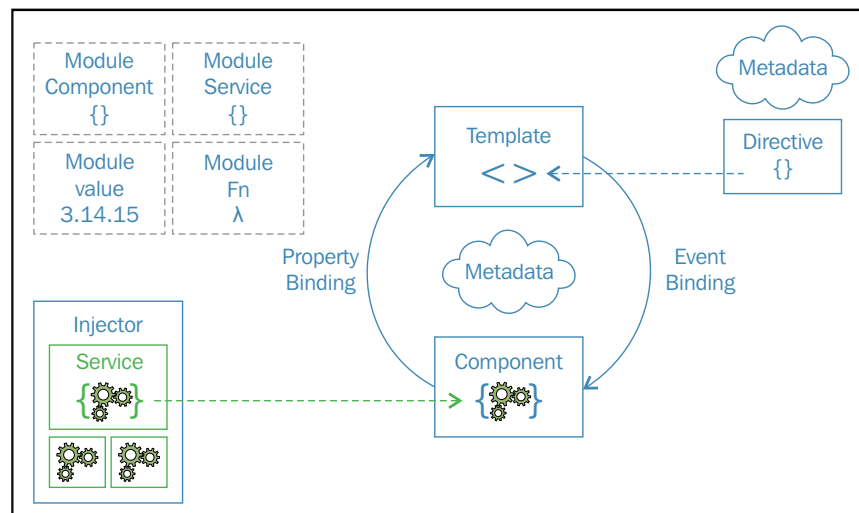 Module
Component
{}
Module
Service
{}
Module
value
3.14.15
Module
Fn
λ
Metadata
Template
< >
Directive
{}
Property
Binding
Metadata
Event
Binding
Injector
Service
{ }
Component
{ }